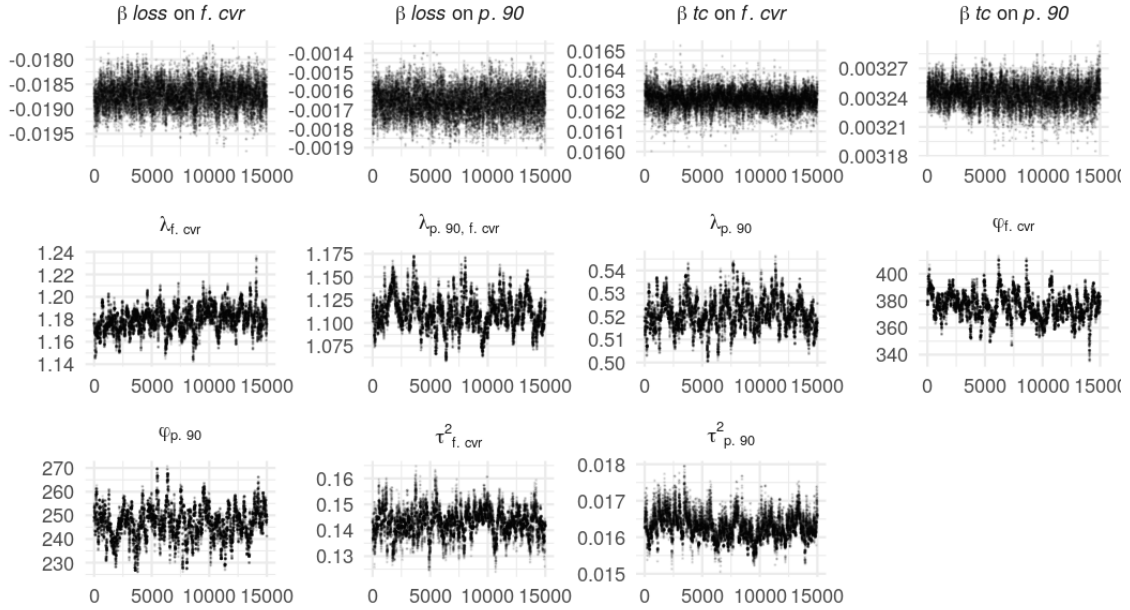 β loss on f. cvr
β loss on p. 90
β tc on f. cvr
β tc on p. 90
-0.0180
-0.0185
-0.0190
-0.0195
0 5000 10000 15000
-0.0014
-0.0015
-0.0016
-0.0017
-0.0018
-0.0019
0 5000 10000 15000
0.0165
0.0164
0.0163
0.0162
0.0161
0.0160
0 5000 10000 15000
0.00327
0.00324
0.00321
0.00318
0 5000 10000 15000
λf. cvr
λp. 90, f. cvr
λp. 90
φf. cvr
1.24
1.22
1.20
1.18
1.16
1.14
0 5000 10000 15000
1.175
1.150
1.125
1.100
1.075
0 5000 10000 15000
0.54
0.53
0.52
0.51
0.50
0 5000 10000 15000
400
380
360
340
0 5000 10000 15000
φp. 90
τ²f. cvr
τ²p. 90
270
260
250
240
230
0 5000 10000 15000
0.16
0.15
0.14
0.13
0 5000 10000 15000
0.018
0.017
0.016
0.015
0 5000 10000 15000